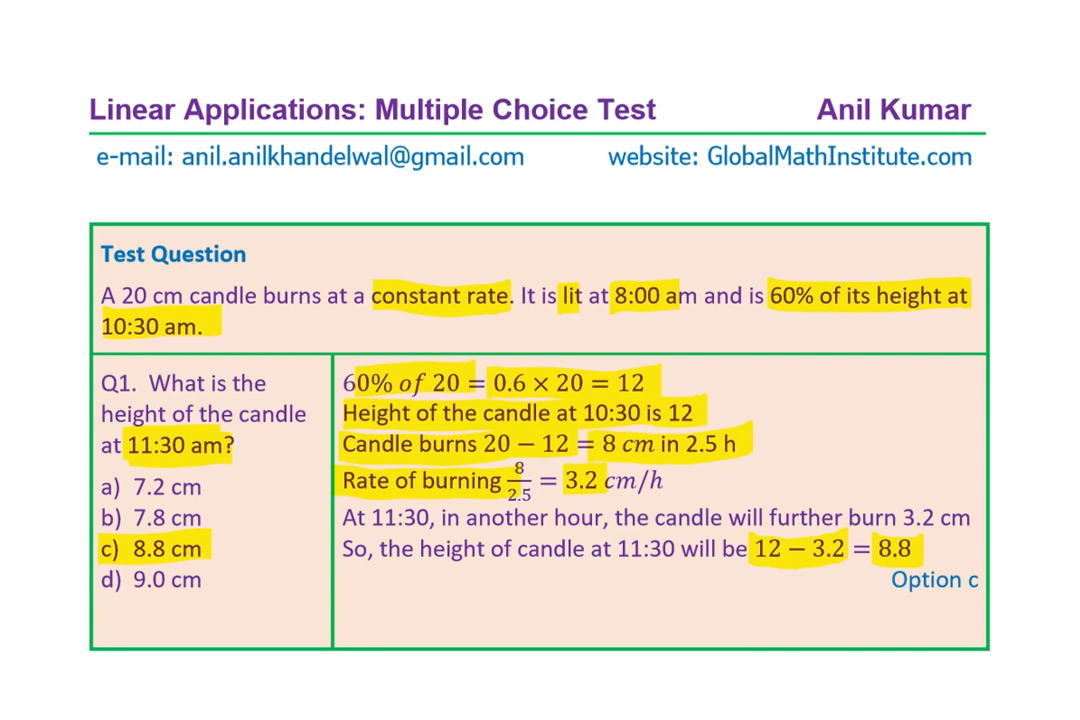 Linear Applications: Multiple Choice Test Anil Kumar
e-mail: anil.anilkhandelwal@gmail.com website: GlobalMathInstitute.com
Test Question
A 20 cm candle burns at a constant rate. It is lit at 8:00 am and is 60% of its height at
10:30 am.
Q1. What is the
height of the candle
at 11:30 am?
a) 7.2 cm
b) 7.8 cm
c) 8.8 cm
d) 9.0 cm
60% of 20 = 0.6 × 20 = 12
Height of the candle at 10:30 is 12
Candle burns 20 − 12 = 8 cm in 2.5 h
Rate of burning 8/2.5 = 3.2 cm/h
At 11:30, in another hour, the candle will further burn 3.2 cm
So, the height of candle at 11:30 will be 12 − 3.2 = 8.8
Option c